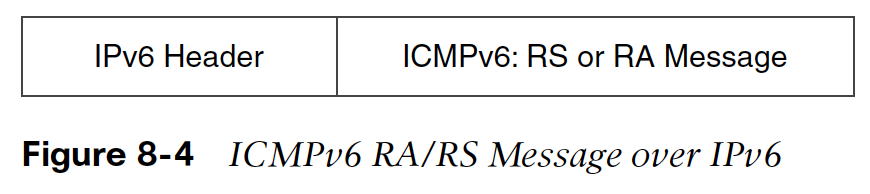 IPv6 Header ICMPv6: RS or RA Message
Figure 8-4 ICMPv6 RA/RS Message over IPv6